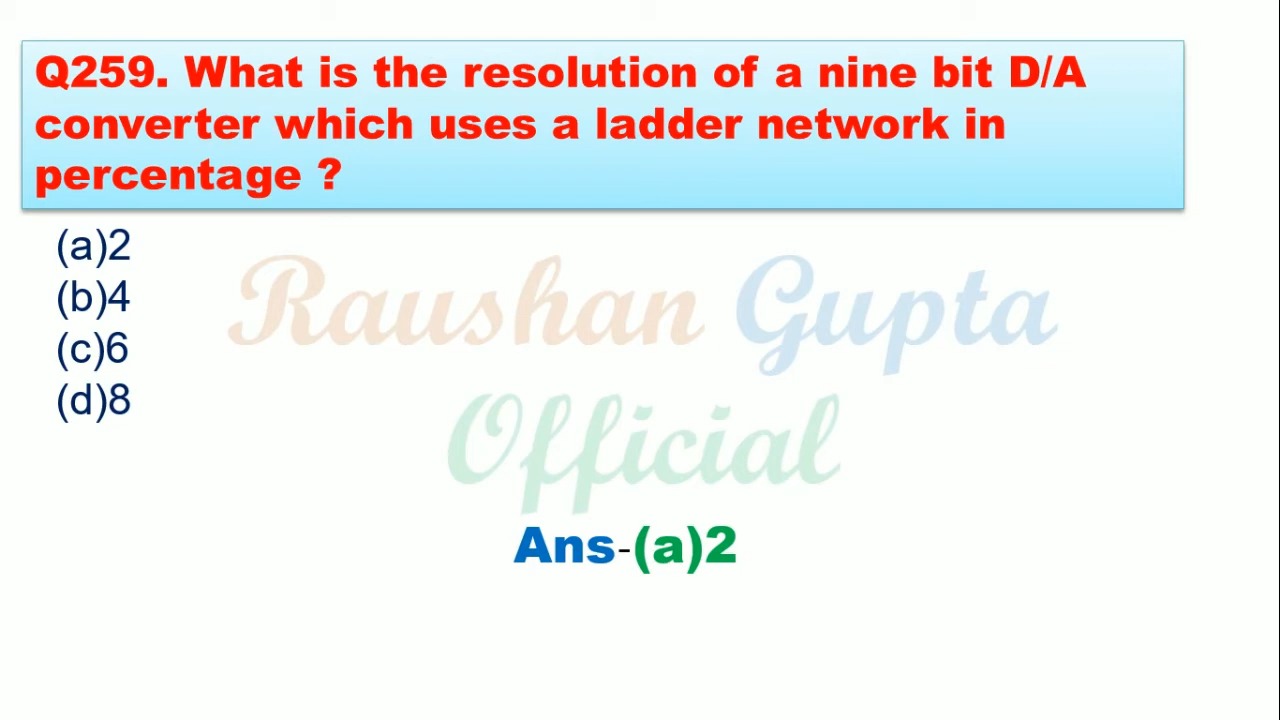 Q259. What is the resolution of a nine bit D/A
converter which uses a ladder network in
percentage ?
(a)2
(b)4
(c)6
(d)8
Raushan Gupta
Official
Ans-(a)2